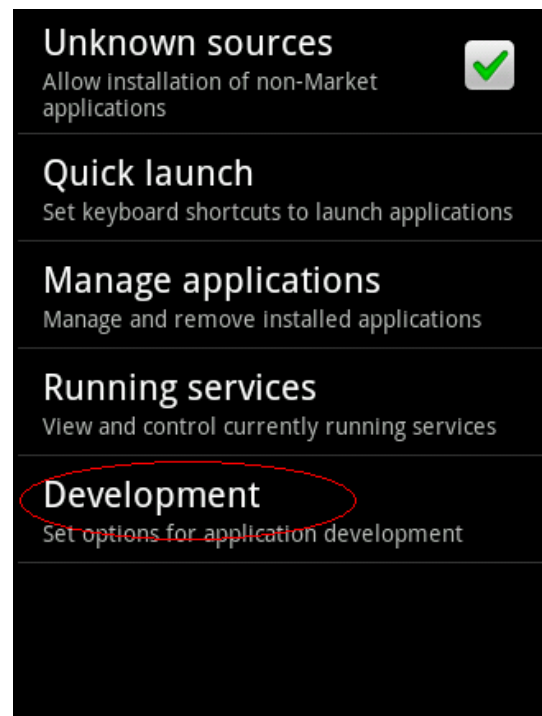 Unknown sources
Allow installation of non-Market
applications
Quick launch
Set keyboard shortcuts to launch applications
Manage applications
Manage and remove installed applications
Running services
View and control currently running services
Development
Set options for application development